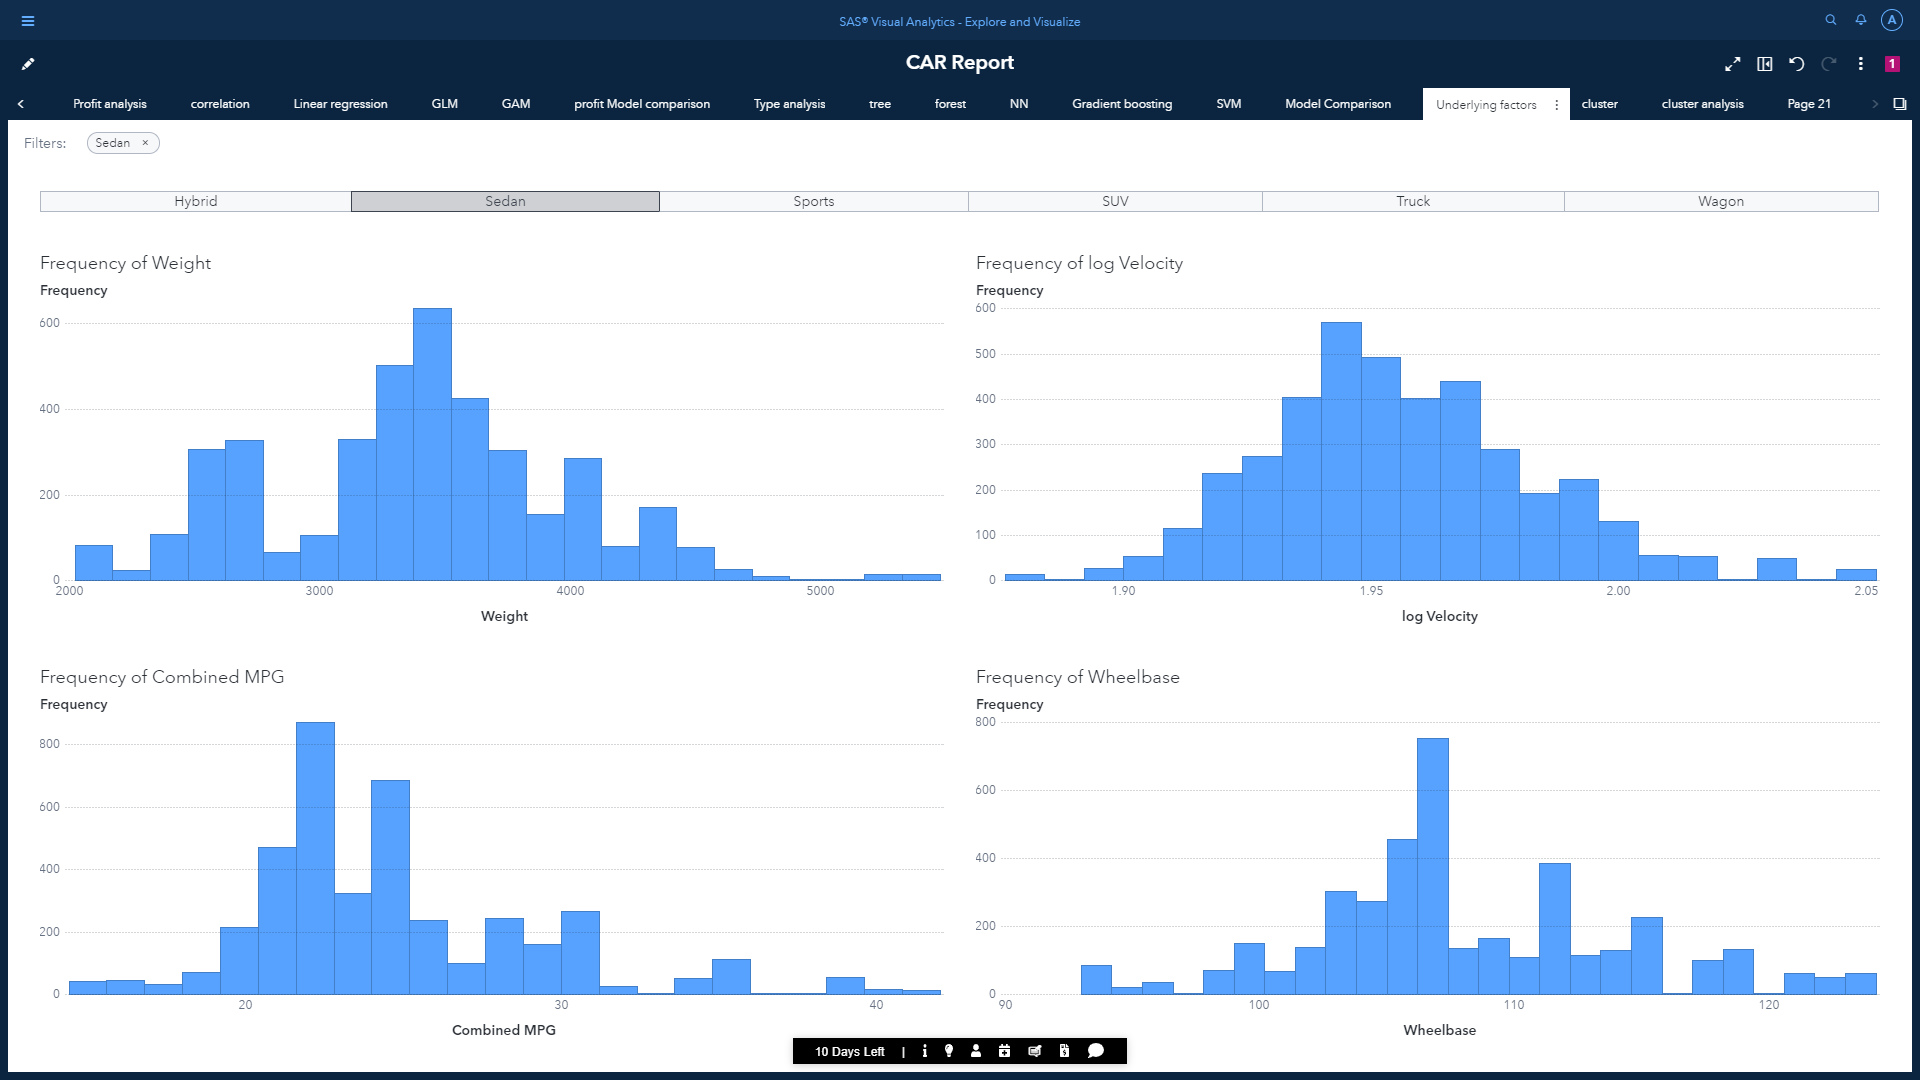 SAS® Visual Analytics - Explore and Visualize
A
CAR Report
1
Profit analysis correlation Linear regression GLM GAM profit Model comparison Type analysis tree forest NN Gradient boosting SVM Model Comparison Underlying factors cluster cluster analysis Page 21
Filters: Sedan ×
Hybrid Sedan Sports SUV Truck Wagon
Frequency of Weight
Frequency
600
400
200
0
2000 3000 4000 5000
Weight
Frequency of log Velocity
Frequency
600
500
400
300
200
100
0
1.90 1.95 2.00 2.05
log Velocity
Frequency of Combined MPG
Frequency
800
600
400
200
0
20 30 40
Combined MPG
Frequency of Wheelbase
Frequency
800
600
400
200
0
90 100 110 120
Wheelbase
10 Days Left |